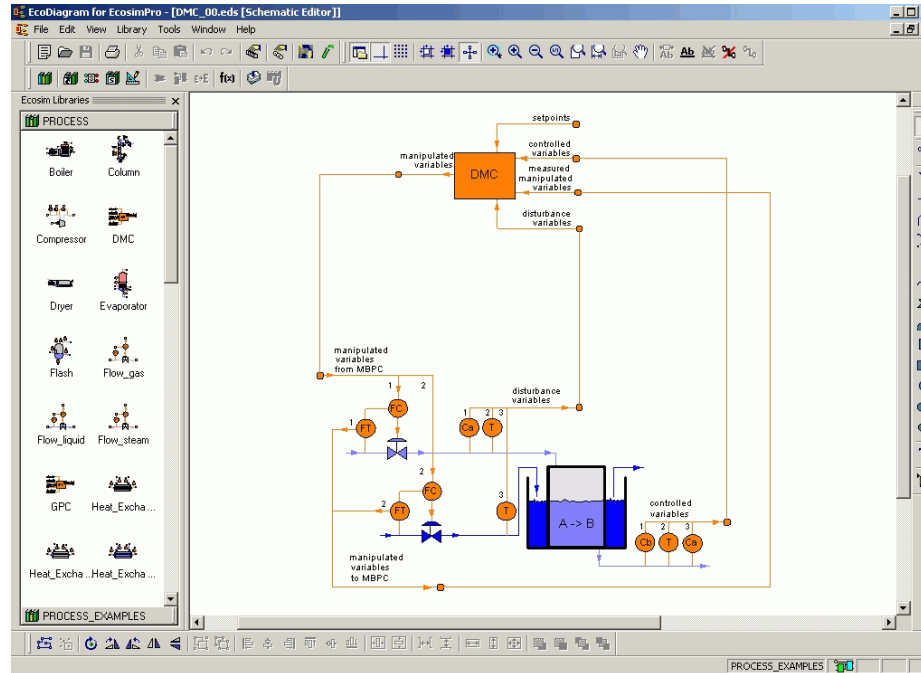 EcoDiagram for EcosimPro - [DMC_00.eds [Schematic Editor]]
File Edit View Library Tools Window Help
f(x)
Ecosim Libraries
PROCESS
Boiler Column
Compressor DMC
Dryer Evaporator
Flash Flow_gas
Flow_liquid Flow_steam
GPC Heat_Excha ...
Heat_Excha ... Heat_Excha ...
PROCESS_EXAMPLES
setpoints
controlled
variables
manipulated
variables
DMC
measured
manipulated
variables
disturbance
variables
manipulated
variables
from MBPC
1 2
disturbance
variables
FC
1 1 2 3
FT Ca T
2
FC
2 3
FT T
A -> B
controlled
variables
1 2 3
Cb T Ca
manipulated
variables
to MBPC
PROCESS_EXAMPLES